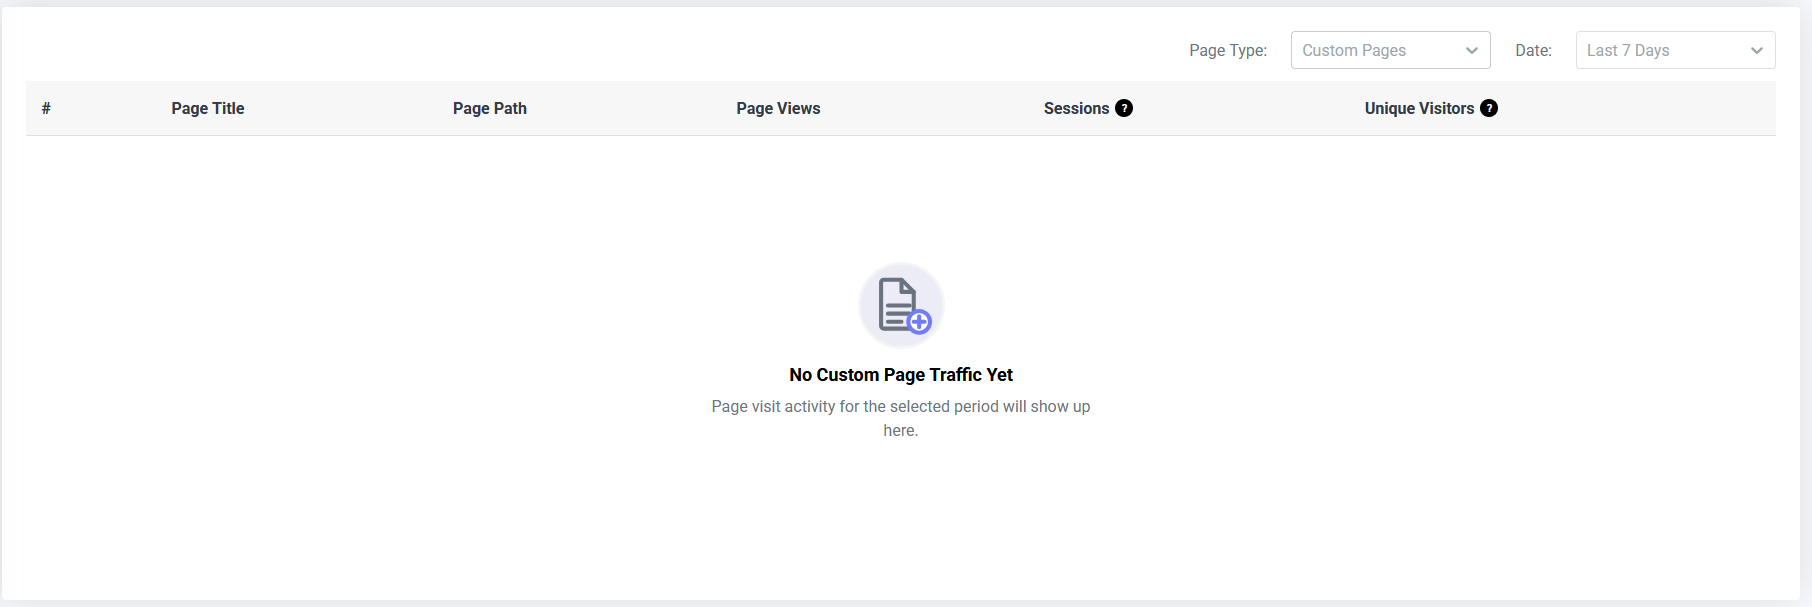 Page Type: Custom Pages Date: Last 7 Days
# Page Title Page Path Page Views Sessions ? Unique Visitors ?
No Custom Page Traffic Yet
Page visit activity for the selected period will show up
here.